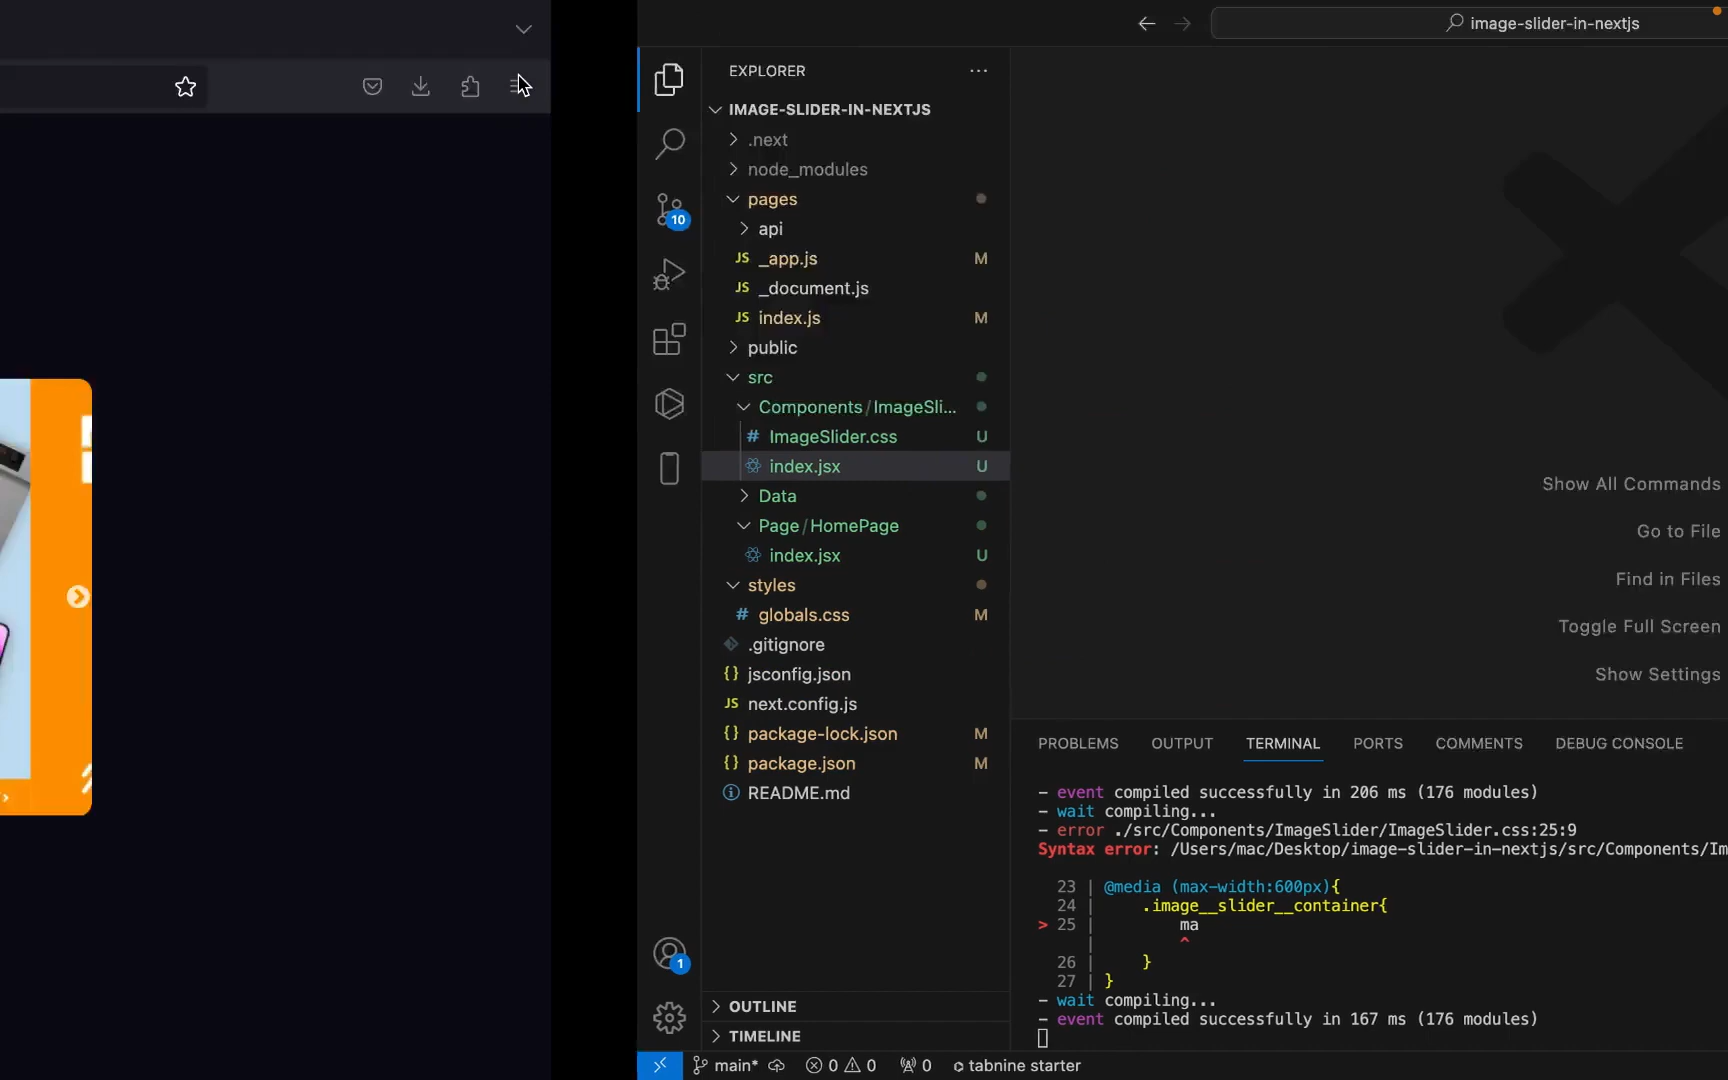 image-slider-in-nextjs
EXPLORER
IMAGE-SLIDER-IN-NEXTJS
.next
node_modules
pages
api
JS _app.js M
JS _document.js
JS index.js M
public
src
Components/ImageSli...
# ImageSlider.css U
index.jsx U
Data
Page/HomePage
index.jsx U
styles
# globals.css M
.gitignore
{} jsconfig.json
JS next.config.js
{} package-lock.json M
{} package.json M
README.md
OUTLINE
TIMELINE
10
1
Show All Commands
Go to File
Find in Files
Toggle Full Screen
Show Settings
PROBLEMS OUTPUT TERMINAL PORTS COMMENTS DEBUG CONSOLE
- event compiled successfully in 206 ms (176 modules)
- wait compiling...
- error ./src/Components/ImageSlider/ImageSlider.css:25:9
Syntax error: /Users/mac/Desktop/image-slider-in-nextjs/src/Components/Im
23 | @media (max-width:600px){
24 | .image__slider__container{
> 25 | ma
| ^
26 | }
27 | }
- wait compiling...
- event compiled successfully in 167 ms (176 modules)
main* 0 0 0 tabnine starter